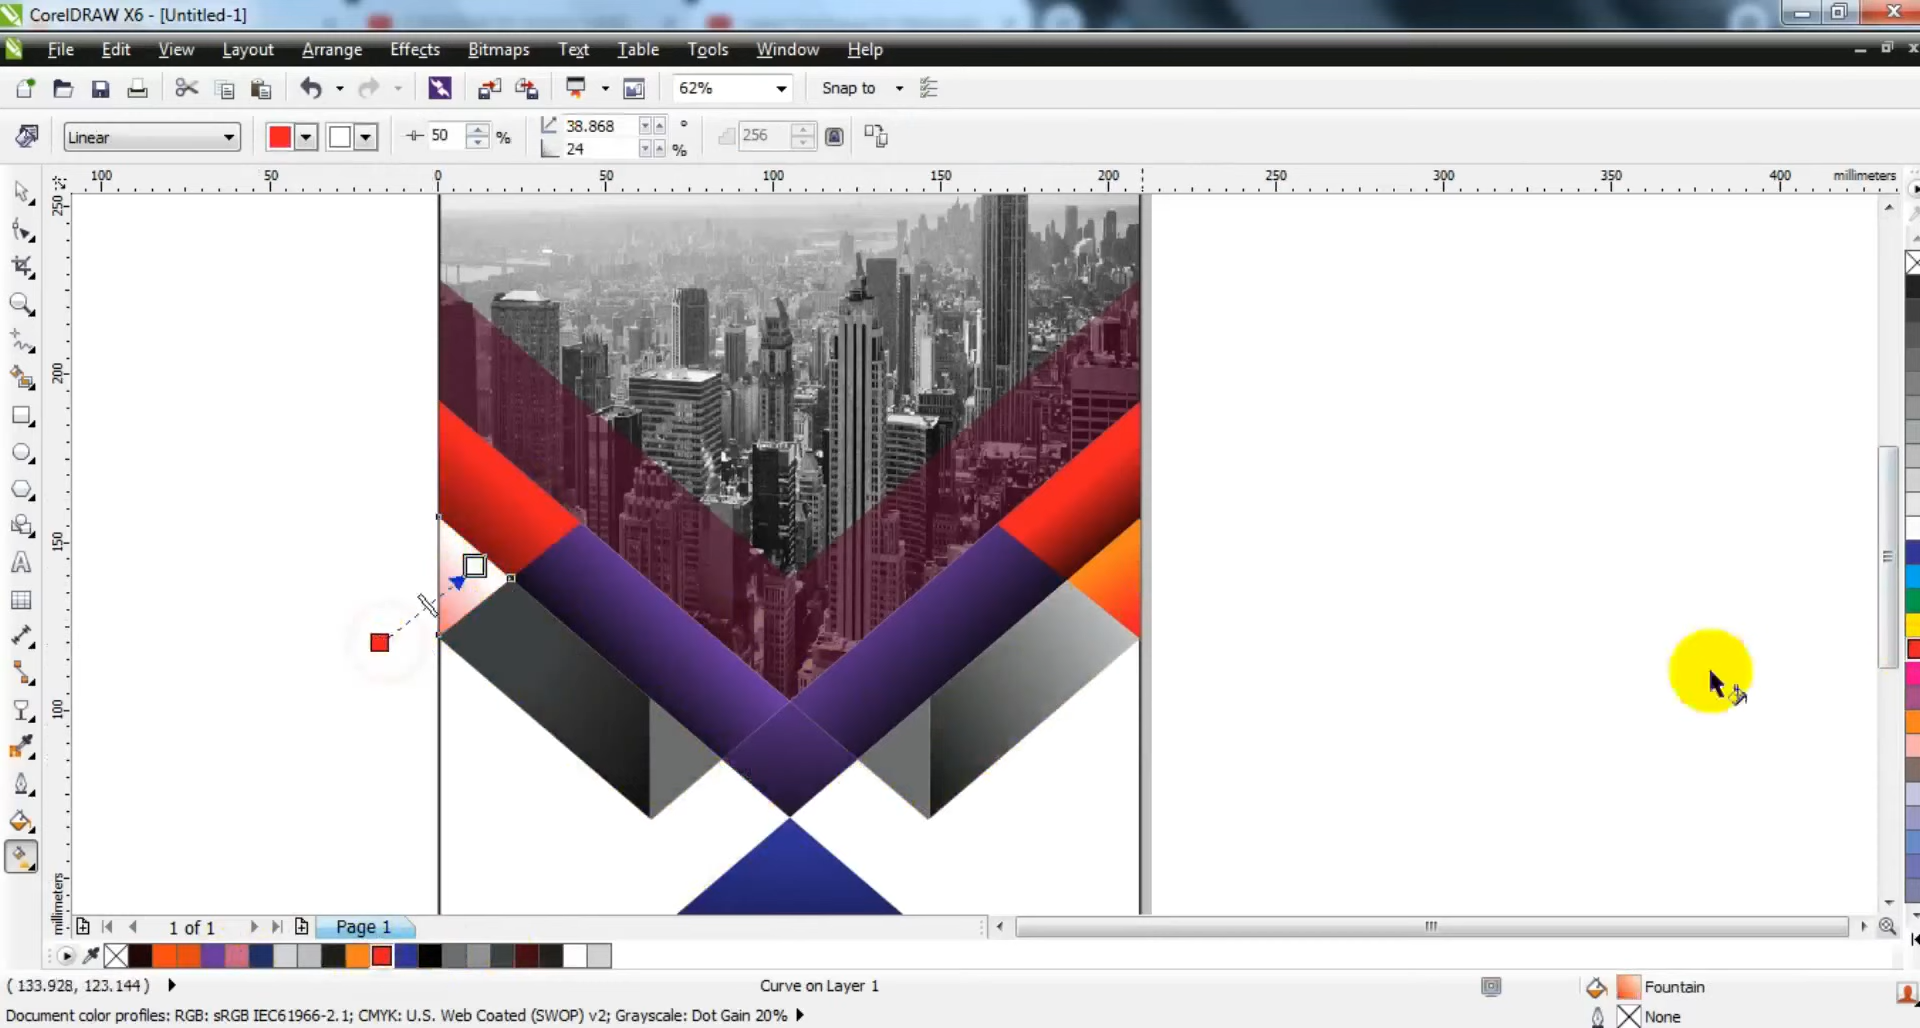 CorelDRAW X6 - [Untitled-1]
File Edit View Layout Arrange Effects Bitmaps Text Table Tools Window Help
62% Snap to
Linear 50 % 38.868 ° 256
24 %
100 50 0 50 100 150 200 250 300 350 400 millimeters
250
200
150
100
millimeters
1 of 1 Page 1
( 133.928, 123.144 ) Curve on Layer 1 Fountain
Document color profiles: RGB: sRGB IEC61966-2.1; CMYK: U.S. Web Coated (SWOP) v2; Grayscale: Dot Gain 20% None